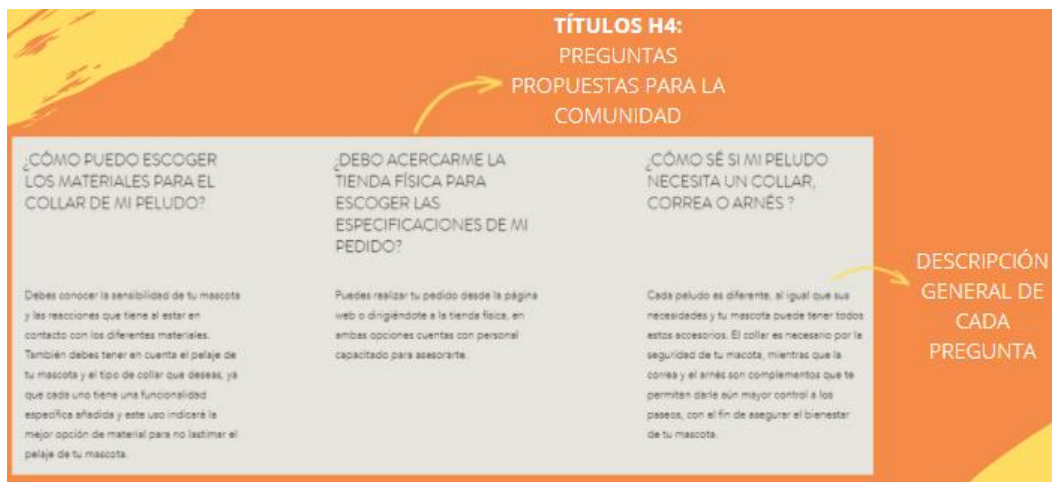 TÍTULOS H4:
PREGUNTAS
PROPUESTAS PARA LA
COMUNIDAD
¿CÓMO PUEDO ESCOGER
LOS MATERIALES PARA EL
COLLAR DE MI PELUDO?
Debes conocer la sensibilidad de tu mascota
y las reacciones que tiene al estar en
contacto con los diferentes materiales.
También debes tener en cuenta el pelaje de
tu mascota y el tipo de collar que deseas, ya
que cada uno tiene una funcionalidad
específica añadida y este uso indicará la
mejor opción de material para no lastimar el
pelaje de tu mascota.
¿DEBO ACERCARME LA
TIENDA FÍSICA PARA
ESCOGER LAS
ESPECIFICACIONES DE MI
PEDIDO?
Puedes realizar tu pedido desde la página
web o dirigiéndote a la tienda física, en
ambas opciones cuentas con personal
capacitado para asesorarte.
¿CÓMO SÉ SI MI PELUDO
NECESITA UN COLLAR,
CORREA O ARNÉS ?
Cada peludo es diferente, al igual que sus
necesidades y tu mascota puede tener todos
estos accesorios. El collar es necesario por la
seguridad de tu macota, mientras que la
correa y el arnés son complementos que te
permiten darle aún mayor control a los
paseos, con el fin de asegurar el bienestar
de tu mascota.
DESCRIPCIÓN
GENERAL DE
CADA
PREGUNTA